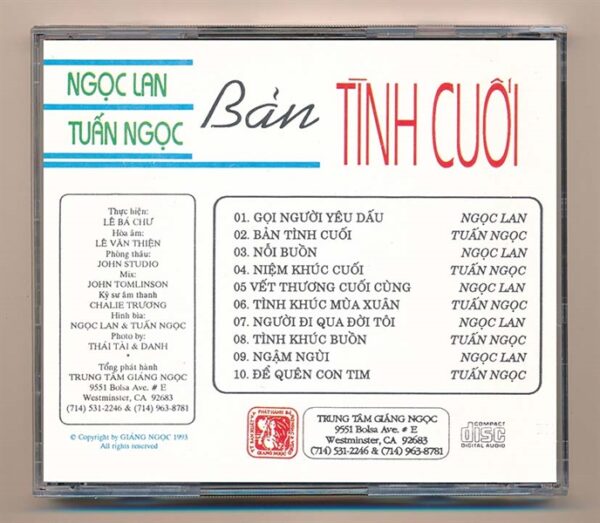 NGỌC LAN
TUẤN NGỌC
Bản
TÌNH CUỐI
Thực hiện:
LÊ BÁ CHƯ
Hòa âm:
LÊ VĂN THIỆN
Phòng thâu:
JOHN STUDIO
Mix:
JOHN TOMLINSON
Kỹ sư âm thanh
CHALIE TRƯƠNG
Hình bìa:
NGỌC LAN & TUẤN NGỌC
Photo by:
THÁI TÀI & DANH
*
Tổng phát hành
TRUNG TÂM GIÁNG NGỌC
9551 Bolsa Ave. # E
Westminster, CA 92683
(714) 531-2246 & (714) 963-8781
© Copyright by GIÁNG NGỌC 1993
All rights reserved
01. GỌI NGƯỜI YÊU DẤU NGỌC LAN
02. BẢN TÌNH CUỐI TUẤN NGỌC
03. NỖI BUỒN NGỌC LAN
04. NIỆM KHÚC CUỐI TUẤN NGỌC
05 VẾT THƯƠNG CUỐI CÙNG NGỌC LAN
06. TÌNH KHÚC MÙA XUÂN TUẤN NGỌC
07. NGƯỜI ĐI QUA ĐỜI TÔI NGỌC LAN
08. TÌNH KHÚC BUỒN TUẤN NGỌC
09. NGẬM NGÙI NGỌC LAN
10. ĐỂ QUÊN CON TIM TUẤN NGỌC
GIÁNG NGỌC
TRUNG TÂM GIÁNG NGỌC
9551 Bolsa Ave. # E
Westminster, CA 92683
(714) 531-2246 & (714) 963-8781
COMPACT
disc
DIGITAL AUDIO